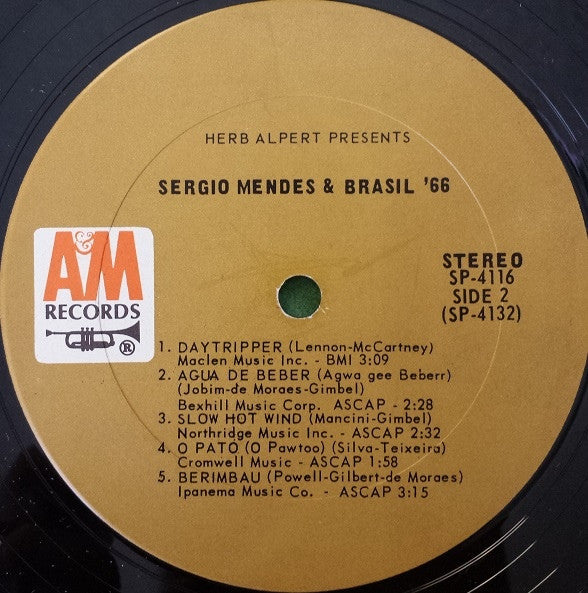 HERB ALPERT PRESENTS
SERGIO MENDES & BRASIL '66
A&M
RECORDS
®
STEREO
SP-4116
SIDE 2
(SP-4132)
1. DAYTRIPPER (Lennon-McCartney)
Maclen Music Inc. - BMI 3:09
2. AGUA DE BEBER (Agwa gee Beberr)
(Jobim-de Moraes-Gimbel)
Bexhill Music Corp. ASCAP - 2:28
3. SLOW HOT WIND (Mancini-Gimbel)
Northridge Music Inc. - ASCAP 2:32
4. O PATO (O Pawtoo) (Silva-Teixeira)
Cromwell Music - ASCAP 1:58
5. BERIMBAU (Powell-Gilbert-de Moraes)
Ipanema Music Co. - ASCAP 3:15